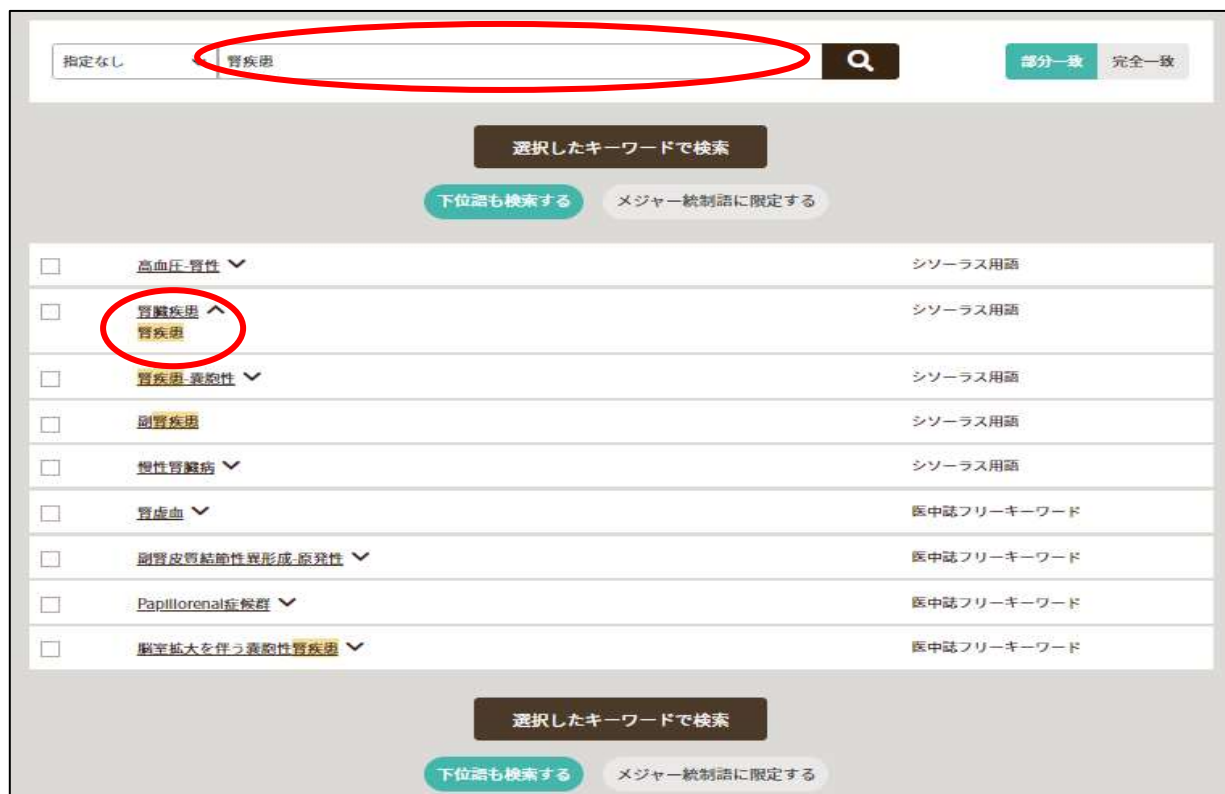 指定なし 腎疾患 部分一致 完全一致
選択したキーワードで検索
下位語も検索する メジャー統制語に限定する
高血圧-腎性 シソーラス用語
腎臓疾患 シソーラス用語
腎疾患
腎疾患-嚢胞性 シソーラス用語
副腎疾患 シソーラス用語
慢性腎臓病 シソーラス用語
腎虚血 医中誌フリーキーワード
副腎皮質結節性異形成-原発性 医中誌フリーキーワード
Papillorenal症候群 医中誌フリーキーワード
脳室拡大を伴う嚢胞性腎疾患 医中誌フリーキーワード
選択したキーワードで検索
下位語も検索する メジャー統制語に限定する